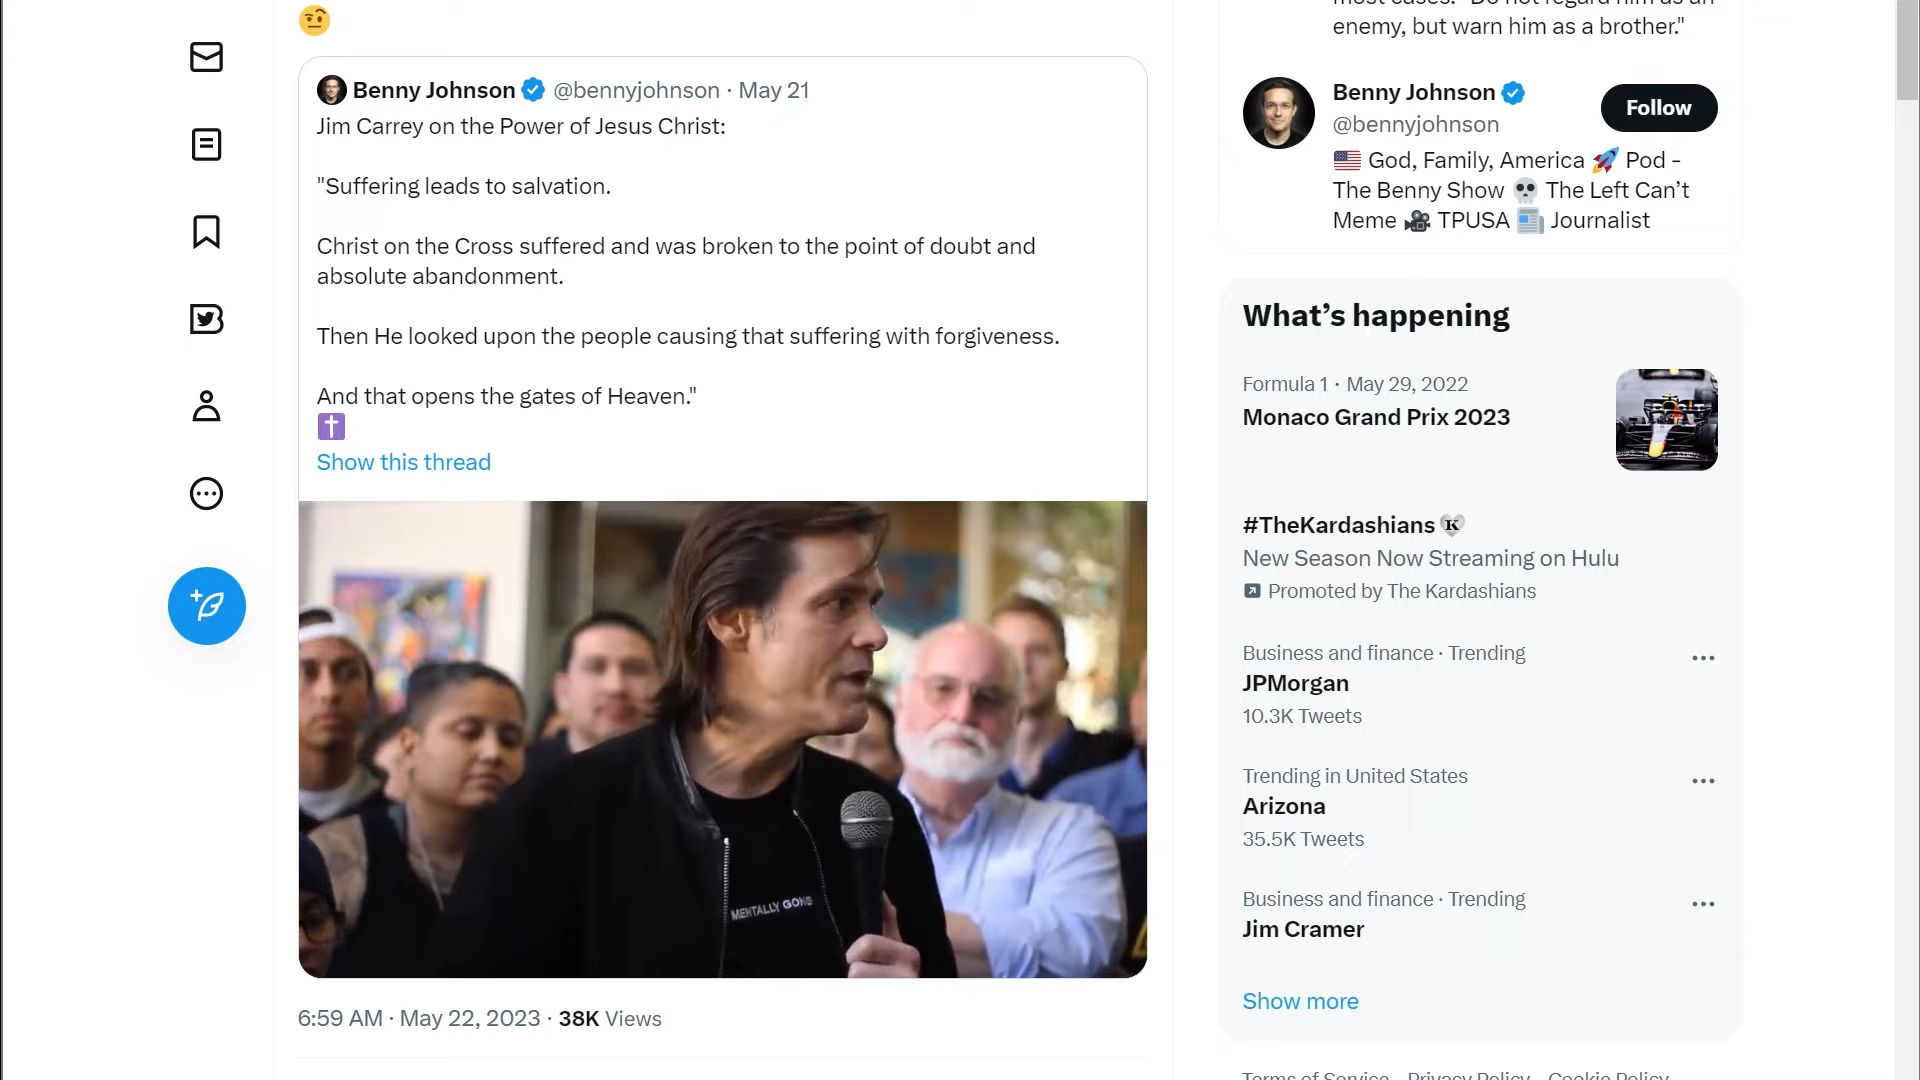 Benny Johnson @bennyjohnson · May 21
Jim Carrey on the Power of Jesus Christ:
"Suffering leads to salvation.
Christ on the Cross suffered and was broken to the point of doubt and
absolute abandonment.
Then He looked upon the people causing that suffering with forgiveness.
And that opens the gates of Heaven."
Show this thread
MENTALLY GONE
6:59 AM · May 22, 2023 · 38K Views
enemy, but warn him as a brother."
Benny Johnson
@bennyjohnson
Follow
God, Family, America Pod -
The Benny Show The Left Can’t
Meme TPUSA Journalist
What’s happening
Formula 1 · May 29, 2022
Monaco Grand Prix 2023
#TheKardashians K
New Season Now Streaming on Hulu
Promoted by The Kardashians
Business and finance · Trending
JPMorgan
10.3K Tweets
Trending in United States
Arizona
35.5K Tweets
Business and finance · Trending
Jim Cramer
Show more
Terms of Service Privacy Policy Cookie Policy